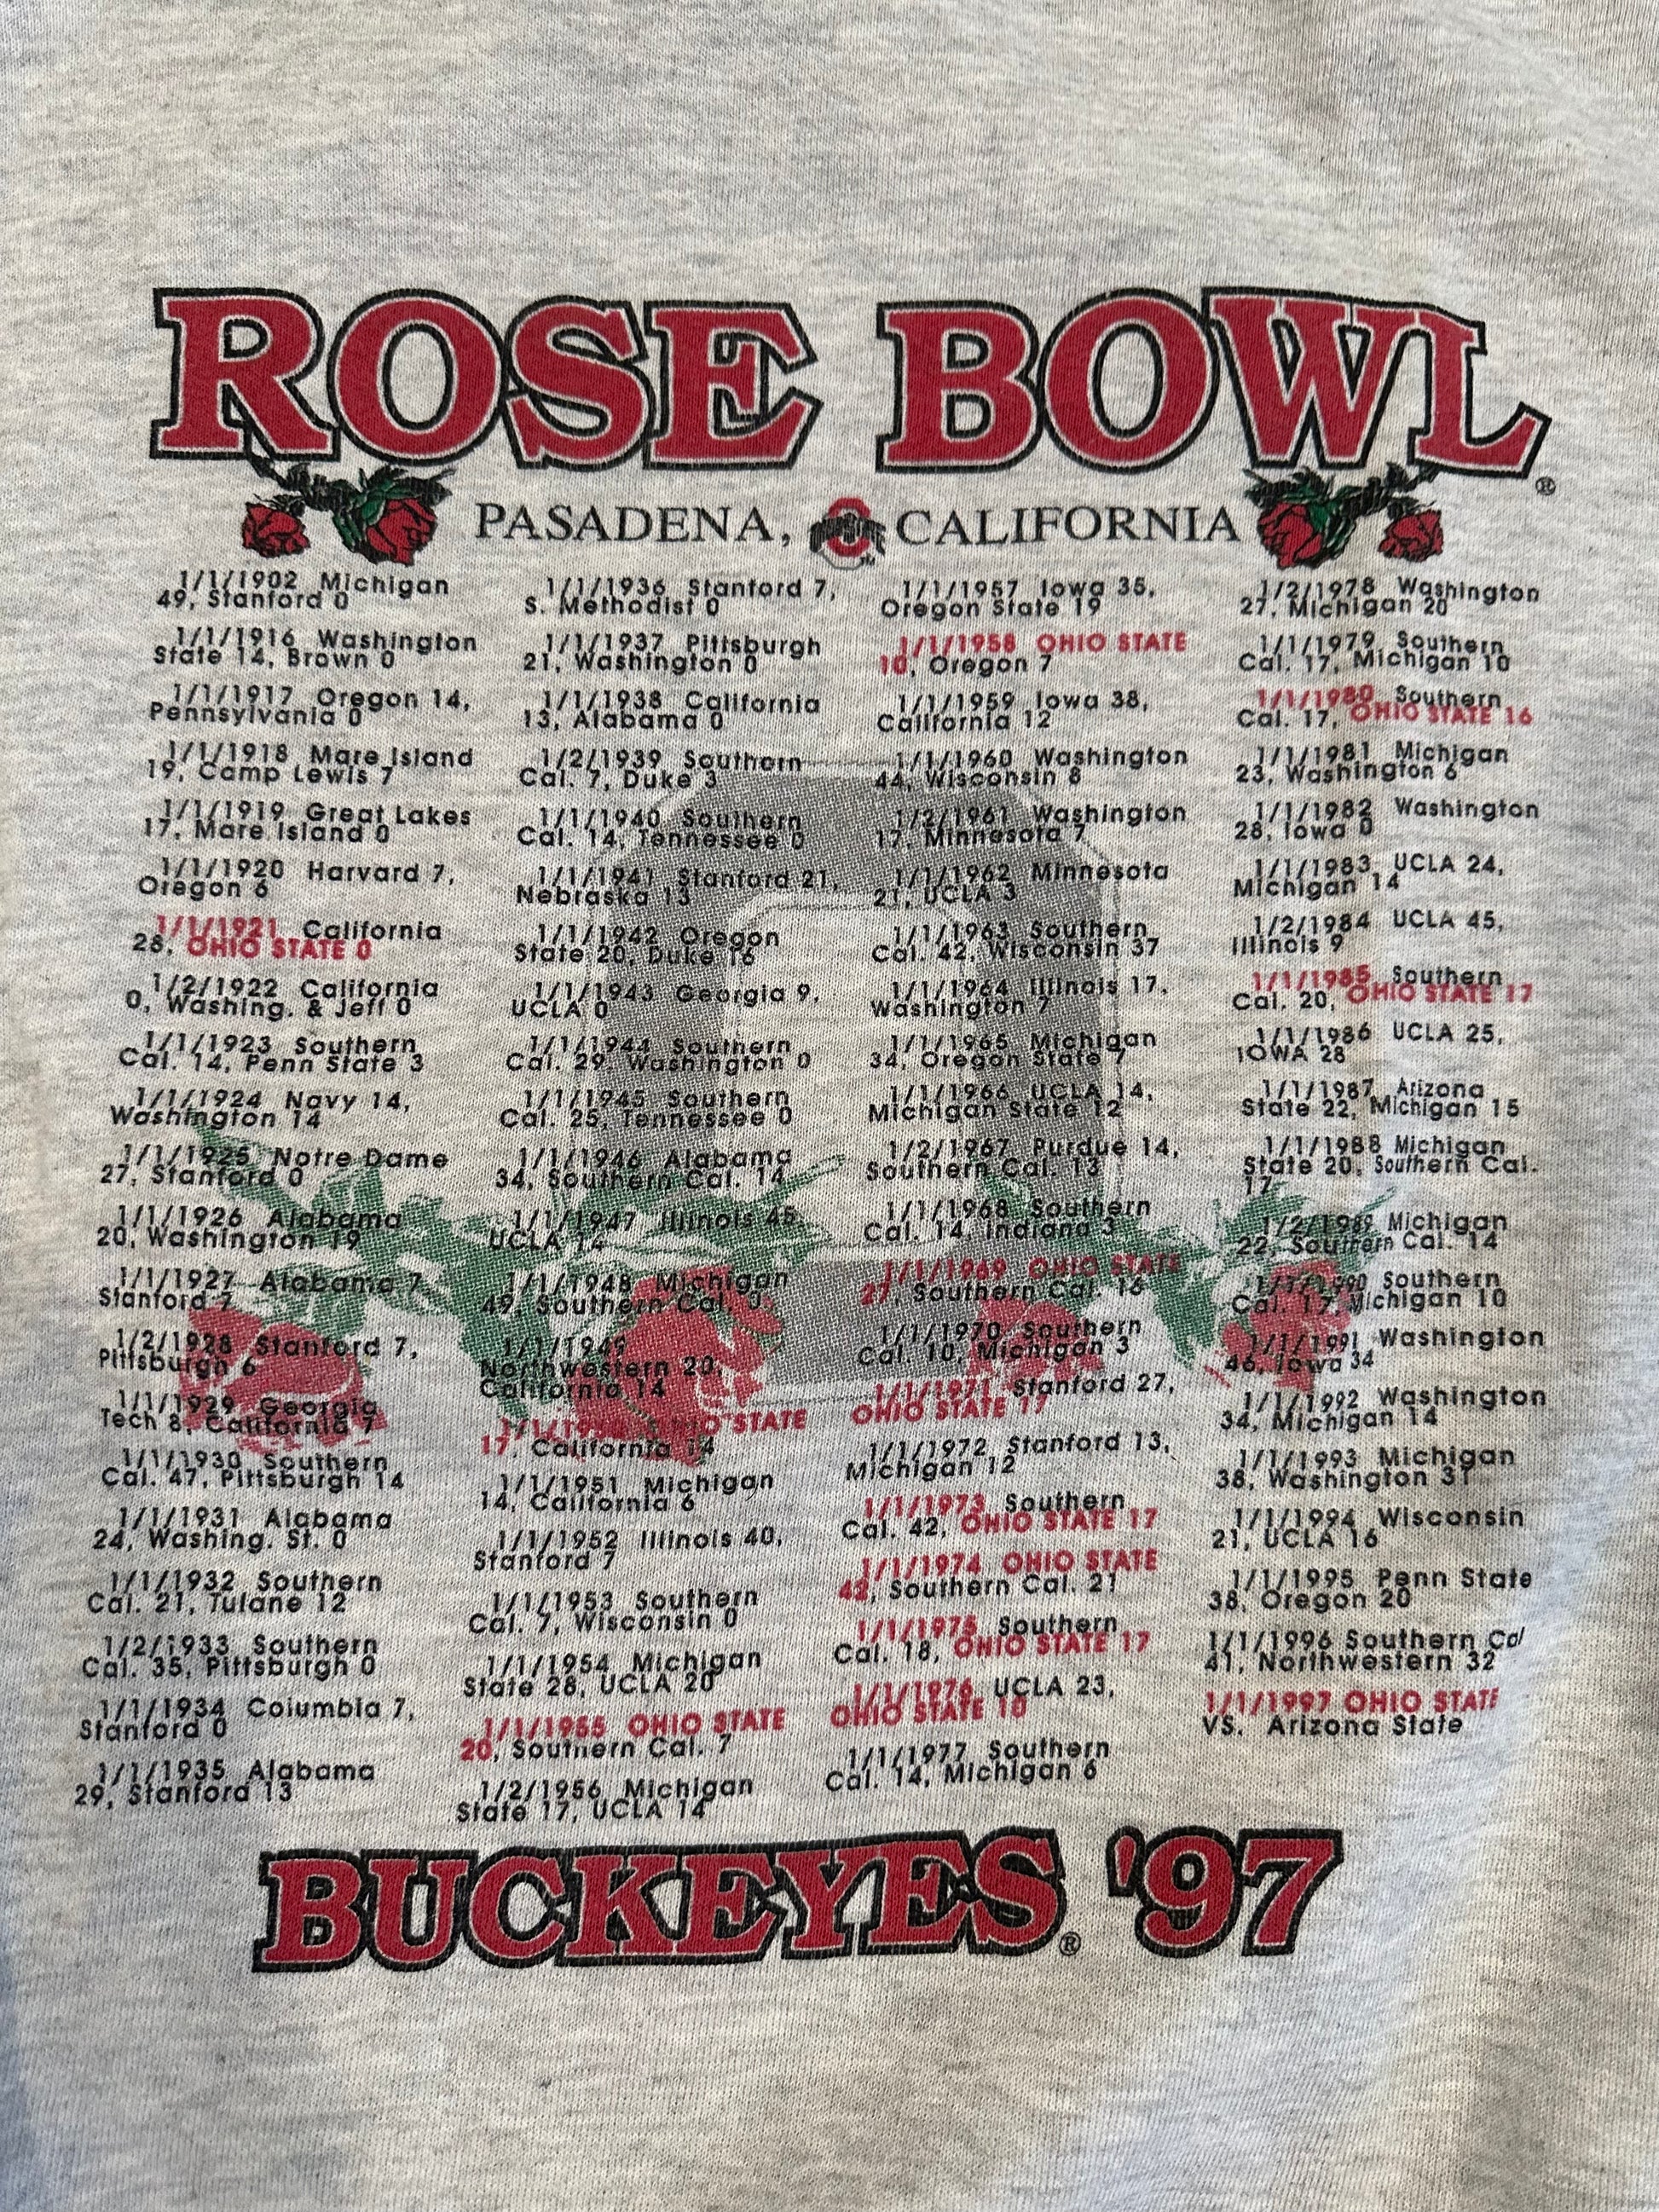 ROSE BOWL®
PASADENA, CALIFORNIA
1/1/1902 Michigan
49, Stanford 0
1/1/1916 Washington
State 14, Brown 0
1/1/1917 Oregon 14,
Pennsylvania 0
1/1/1918 Mare Island
19, Camp Lewis 7
1/1/1919 Great Lakes
17, Mare Island 0
1/1/1920 Harvard 7,
Oregon 6
1/1/1921 California
28, OHIO STATE 0
1/2/1922 California
0, Washing. & Jeff 0
1/1/1923 Southern
Cal. 14, Penn State 3
1/1/1924 Navy 14,
Washington 14
1/1/1925 Notre Dame
27, Stanford 0
1/1/1926 Alabama
20, Washington 19
1/1/1927 Alabama 7
Stanford 7
1/2/1928 Stanford 7,
Pittsburgh 6
1/1/1929 Georgia
Tech 8, California 7
1/1/1930 Southern
Cal. 47, Pittsburgh 14
1/1/1931 Alabama
24, Washing. St. 0
1/1/1932 Southern
Cal. 21, Tulane 12
1/2/1933 Southern
Cal. 35, Pittsburgh 0
1/1/1934 Columbia 7,
Stanford 0
1/1/1935 Alabama
29, Stanford 13
1/1/1936 Stanford 7,
S. Methodist 0
1/1/1937 Pittsburgh
21, Washington 0
1/1/1938 California
13, Alabama 0
1/2/1939 Southern
Cal. 7, Duke 3
1/1/1940 Southern
Cal. 14, Tennessee 0
1/1/1941 Stanford 21,
Nebraska 13
1/1/1942 Oregon
State 20, Duke 16
1/1/1943 Georgia 9,
UCLA 0
1/1/1944 Southern
Cal. 29, Washington 0
1/1/1945 Southern
Cal. 25, Tennessee 0
1/1/1946 Alabama
34, Southern Cal. 14
1/1/1947 Illinois 45,
UCLA 14
1/1/1948 Michigan
49, Southern Cal.
1/1/1949
Northwestern 20,
California 14
1/1/1950 OHIO STATE
17, California 14
1/1/1951 Michigan
14, California 6
1/1/1952 Illinois 40,
Stanford 7
1/1/1953 Southern
Cal. 7, Wisconsin 0
1/1/1954 Michigan
State 28, UCLA 20
1/1/1955 OHIO STATE
20, Southern Cal. 7
1/2/1956 Michigan
State 17, UCLA 14
1/1/1957 Iowa 35,
Oregon State 19
1/1/1958 OHIO STATE
10, Oregon 7
1/1/1959 Iowa 38,
California 12
1/1/1960 Washington
44, Wisconsin 8
1/2/1961 Washington
17, Minnesota 7
1/1/1962 Minnesota
21, UCLA 3
1/1/1963 Southern
Cal. 42, Wisconsin 37
1/1/1964 Illinois 17,
Washington 7
1/1/1965 Michigan
34, Oregon State 7
1/1/1966 UCLA 14,
Michigan State 12
1/2/1967 Purdue 14,
Southern Cal. 13
1/1/1968 Southern
Cal. 14, Indiana 3
1/1/1969 OHIO STATE
27, Southern Cal. 16
1/1/1970 Southern
Cal. 10, Michigan 3
1/1/1971 Stanford 27,
OHIO STATE 17
1/1/1972 Stanford 13,
Michigan 12
1/1/1973 Southern
Cal. 42, OHIO STATE 17
1/1/1974 OHIO STATE
42, Southern Cal. 21
1/1/1975 Southern
Cal. 18, OHIO STATE 17
1/1/1976 UCLA 23,
OHIO STATE 10
1/1/1977 Southern
Cal. 14, Michigan 6
1/2/1978 Washington
27, Michigan 20
1/1/1979 Southern
Cal. 17, Michigan 10
1/1/1980 Southern
Cal. 17, OHIO STATE 16
1/1/1981 Michigan
23, Washington 6
1/1/1982 Washington
28, Iowa 0
1/1/1983 UCLA 24,
Michigan 14
1/2/1984 UCLA 45,
Illinois 9
1/1/1985 Southern
Cal. 20, OHIO STATE 17
1/1/1986 UCLA 25,
IOWA 28
1/1/1987 Arizona
State 22, Michigan 15
1/1/1988 Michigan
State 20, Southern Cal.
17
1/2/1989 Michigan
22, Southern Cal. 14
1/1/1990 Southern
Cal. 17, Michigan 10
1/1/1991 Washington
46, Iowa 34
1/1/1992 Washington
34, Michigan 14
1/1/1993 Michigan
38, Washington 31
1/1/1994 Wisconsin
21, UCLA 16
1/1/1995 Penn State
38, Oregon 20
1/1/1996 Southern Cal
41, Northwestern 32
1/1/1997 OHIO STATE
VS. Arizona State
BUCKEYES® '97